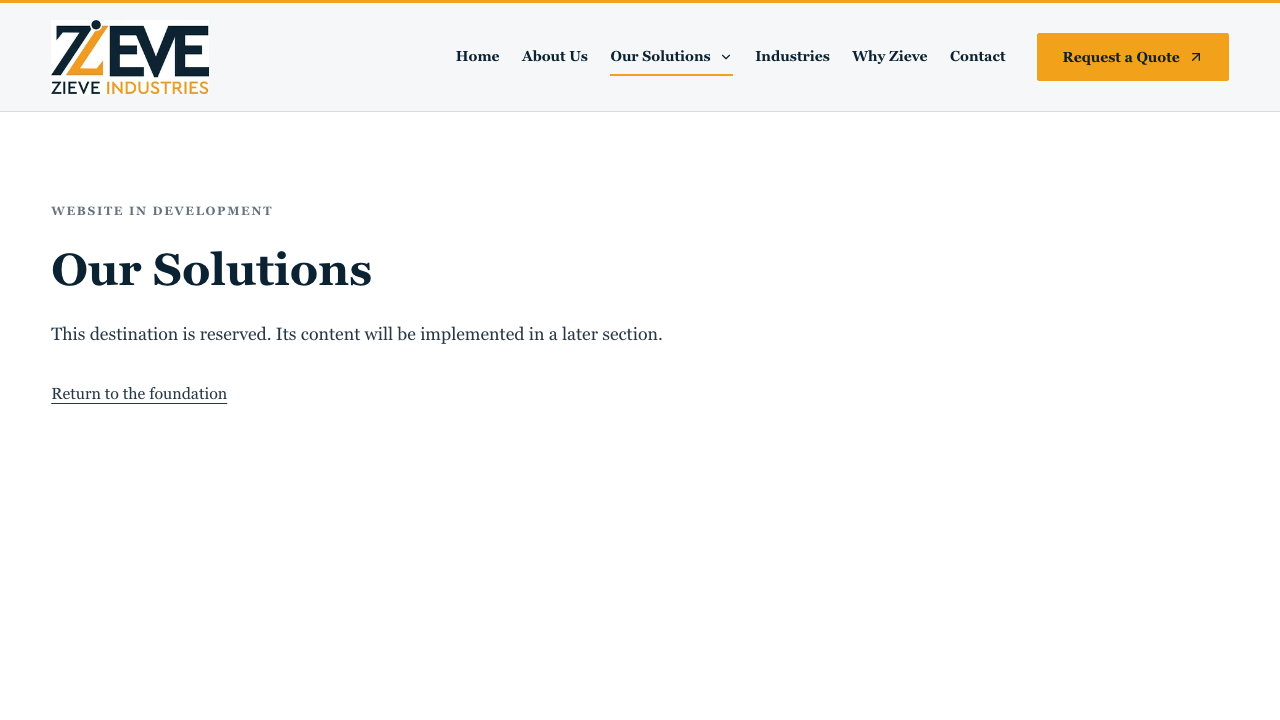 ZIEVE
ZIEVE INDUSTRIES
Home
About Us
Our Solutions
Industries
Why Zieve
Contact
Request a Quote
WEBSITE IN DEVELOPMENT
Our Solutions
This destination is reserved. Its content will be implemented in a later section.
Return to the foundation